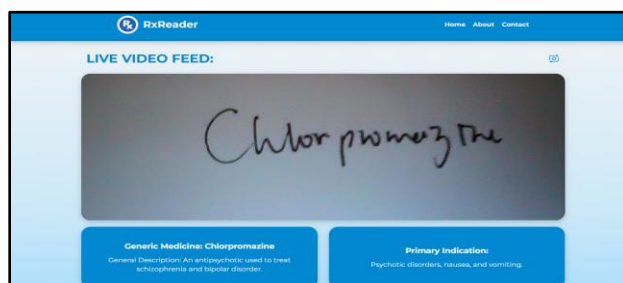 RxReader
Home About Contact
LIVE VIDEO FEED:
Chlorpromazine
Generic Medicine: Chlorpromazine
General Description: An antipsychotic used to treat
schizophrenia and bipolar disorder.
Primary Indication:
Psychotic disorders, nausea, and vomiting.